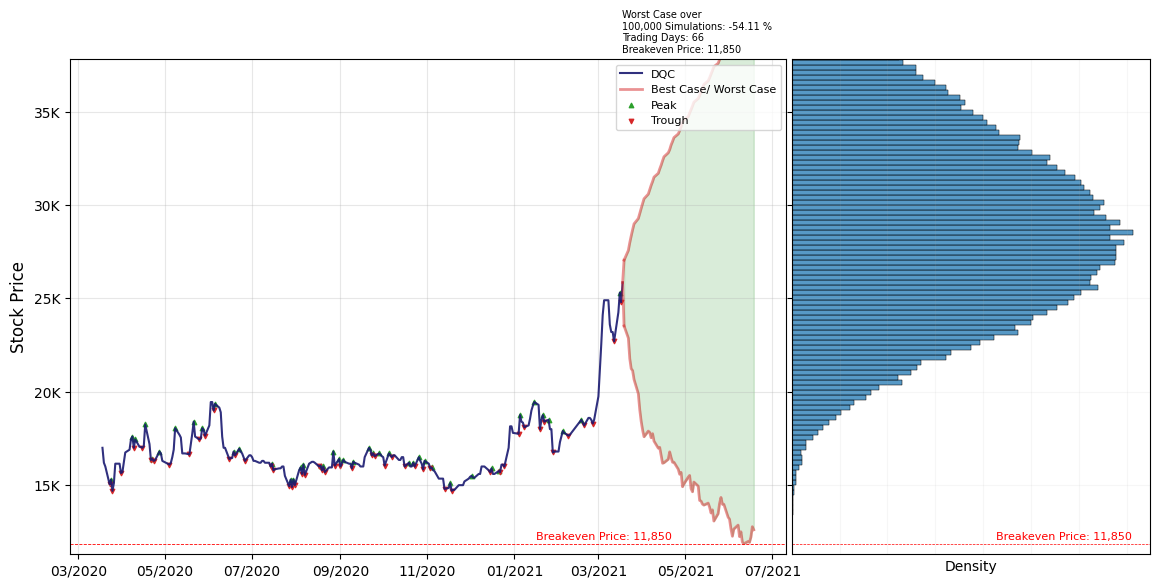 Worst Case over
100,000 Simulations: -54.11 %
Trading Days: 66
Breakeven Price: 11,850
DQC
Best Case/ Worst Case
Peak
Trough
Stock Price
35K
30K
25K
20K
15K
Breakeven Price: 11,850
Breakeven Price: 11,850
03/2020 05/2020 07/2020 09/2020 11/2020 01/2021 03/2021 05/2021 07/2021
Density